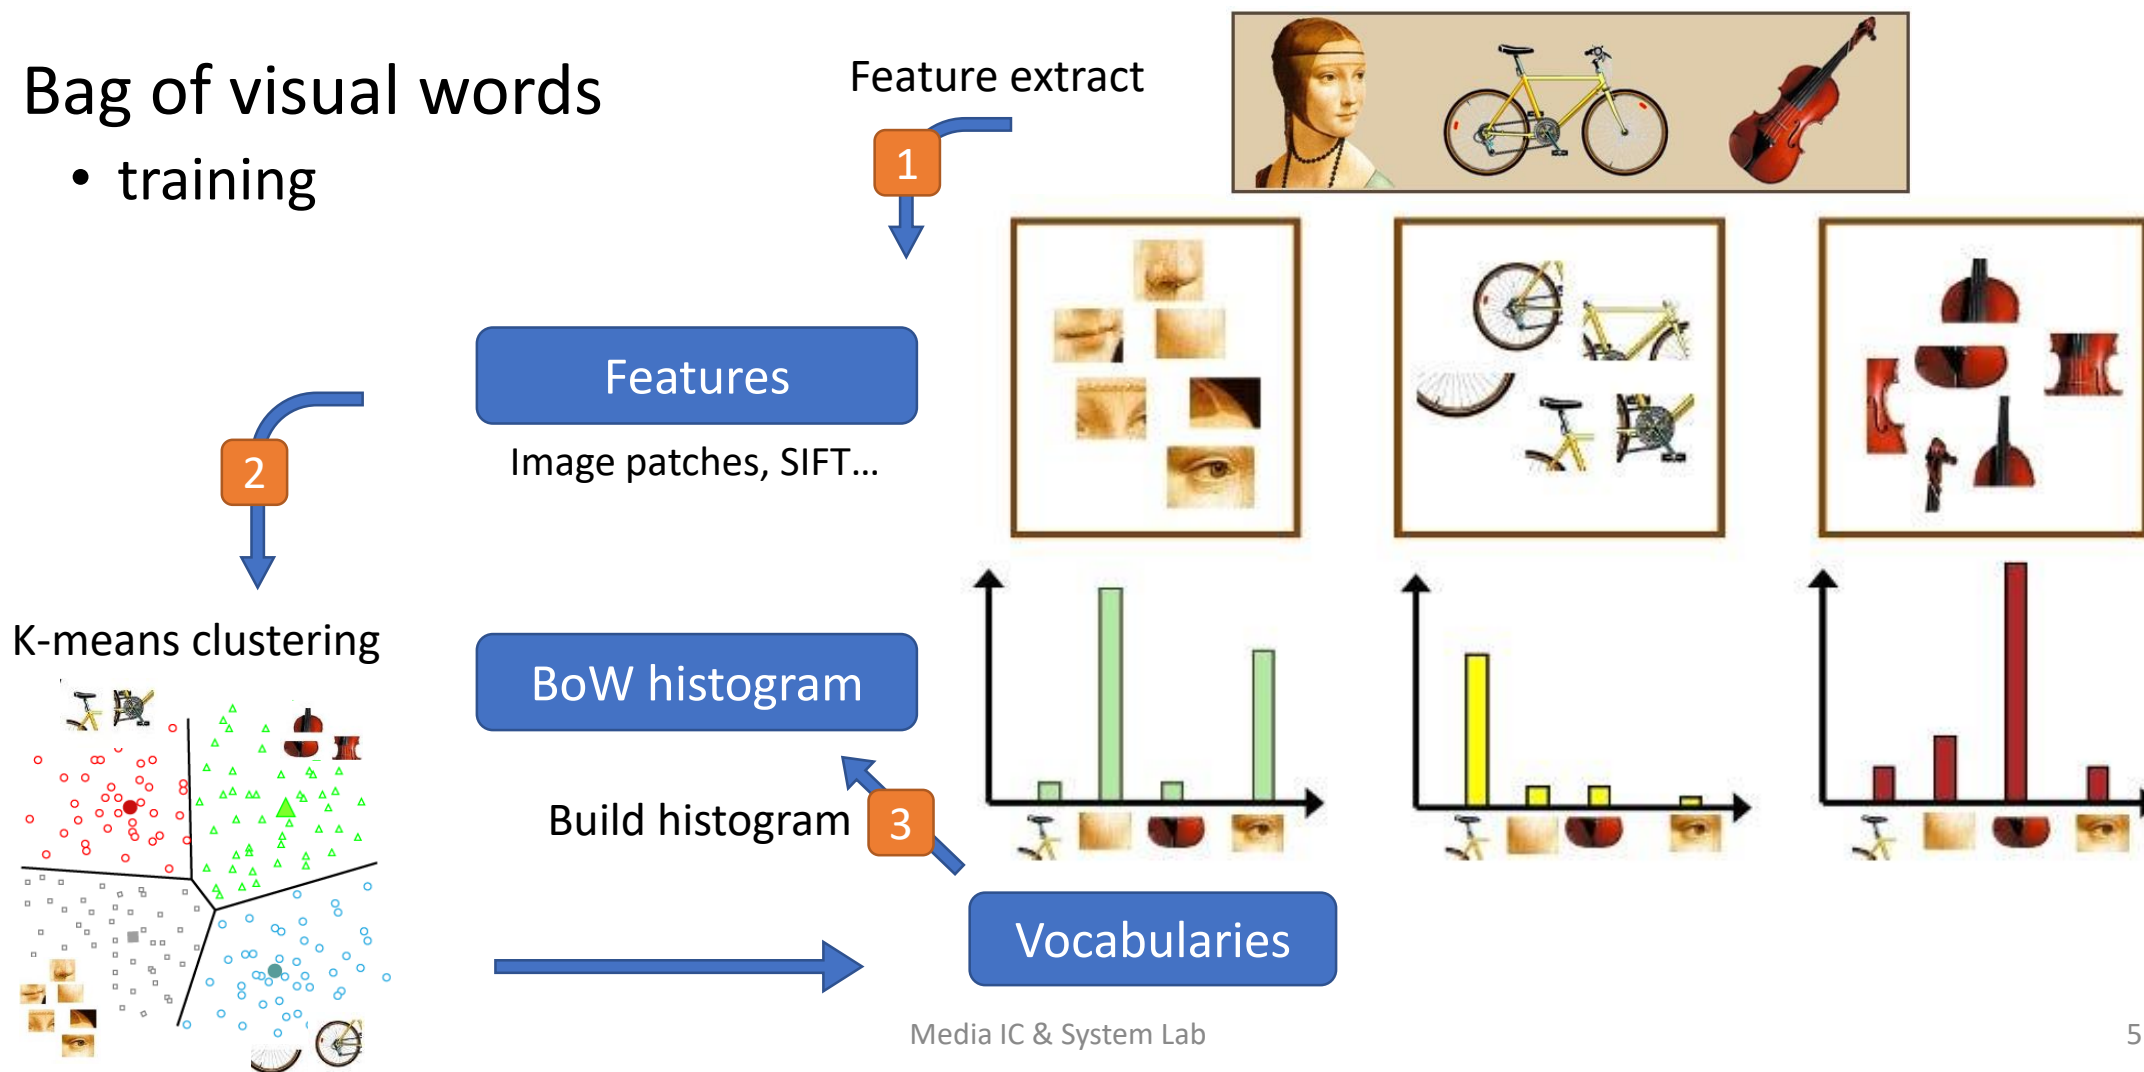 Bag of visual words
• training
Feature extract
1
Features
Image patches, SIFT...
2
K-means clustering
BoW histogram
Build histogram
3
Vocabularies
Media IC & System Lab
5